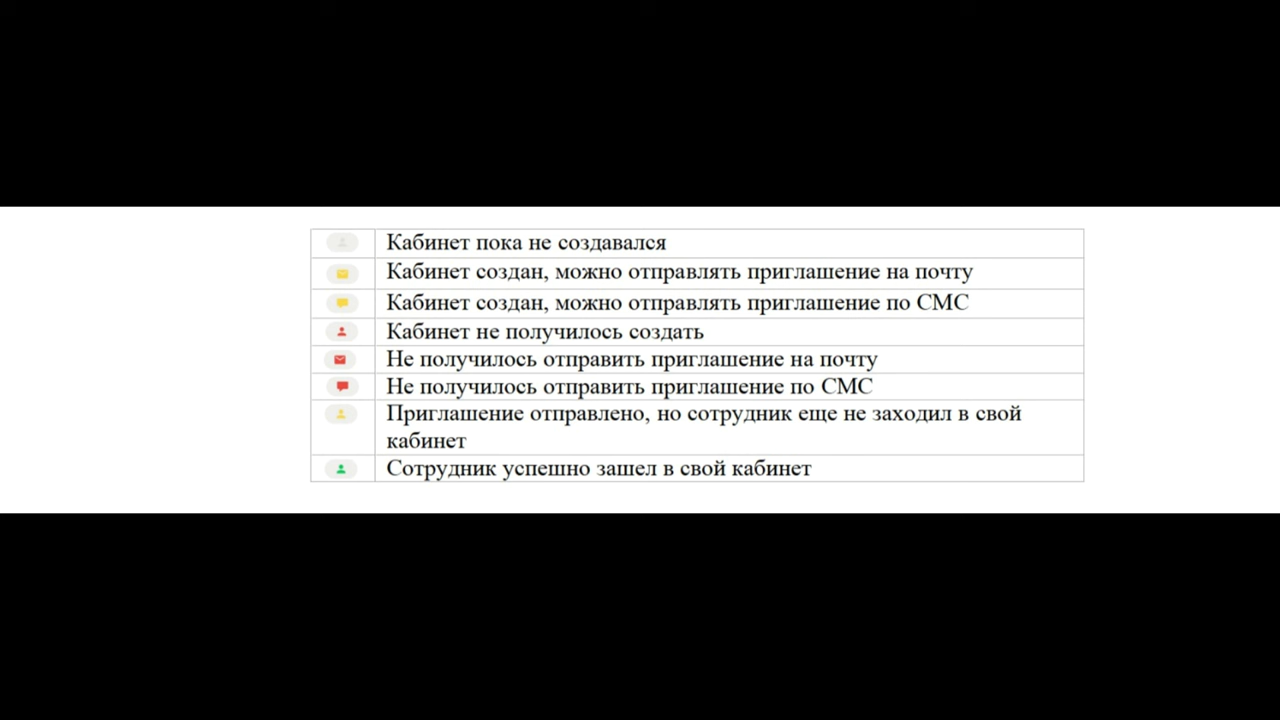 Кабинет пока не создавался
Кабинет создан, можно отправлять приглашение на почту
Кабинет создан, можно отправлять приглашение по СМС
Кабинет не получилось создать
Не получилось отправить приглашение на почту
Не получилось отправить приглашение по СМС
Приглашение отправлено, но сотрудник еще не заходил в свой
кабинет
Сотрудник успешно зашел в свой кабинет